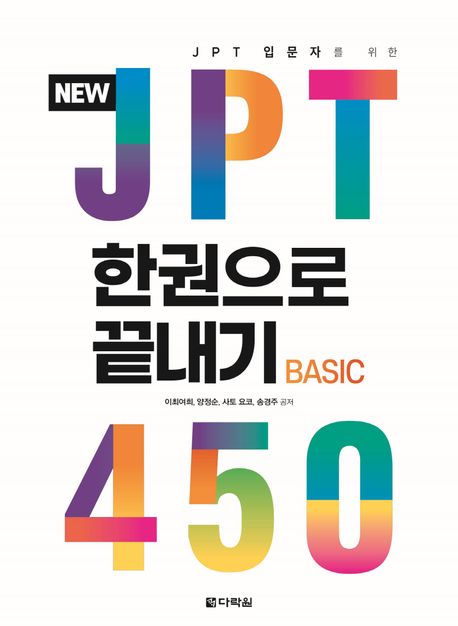 JPT 입문자를 위한
NEW
JPT
한권으로
끝내기 BASIC
이최여희, 양정순, 사토 요코, 송경주 공저
450
다락원